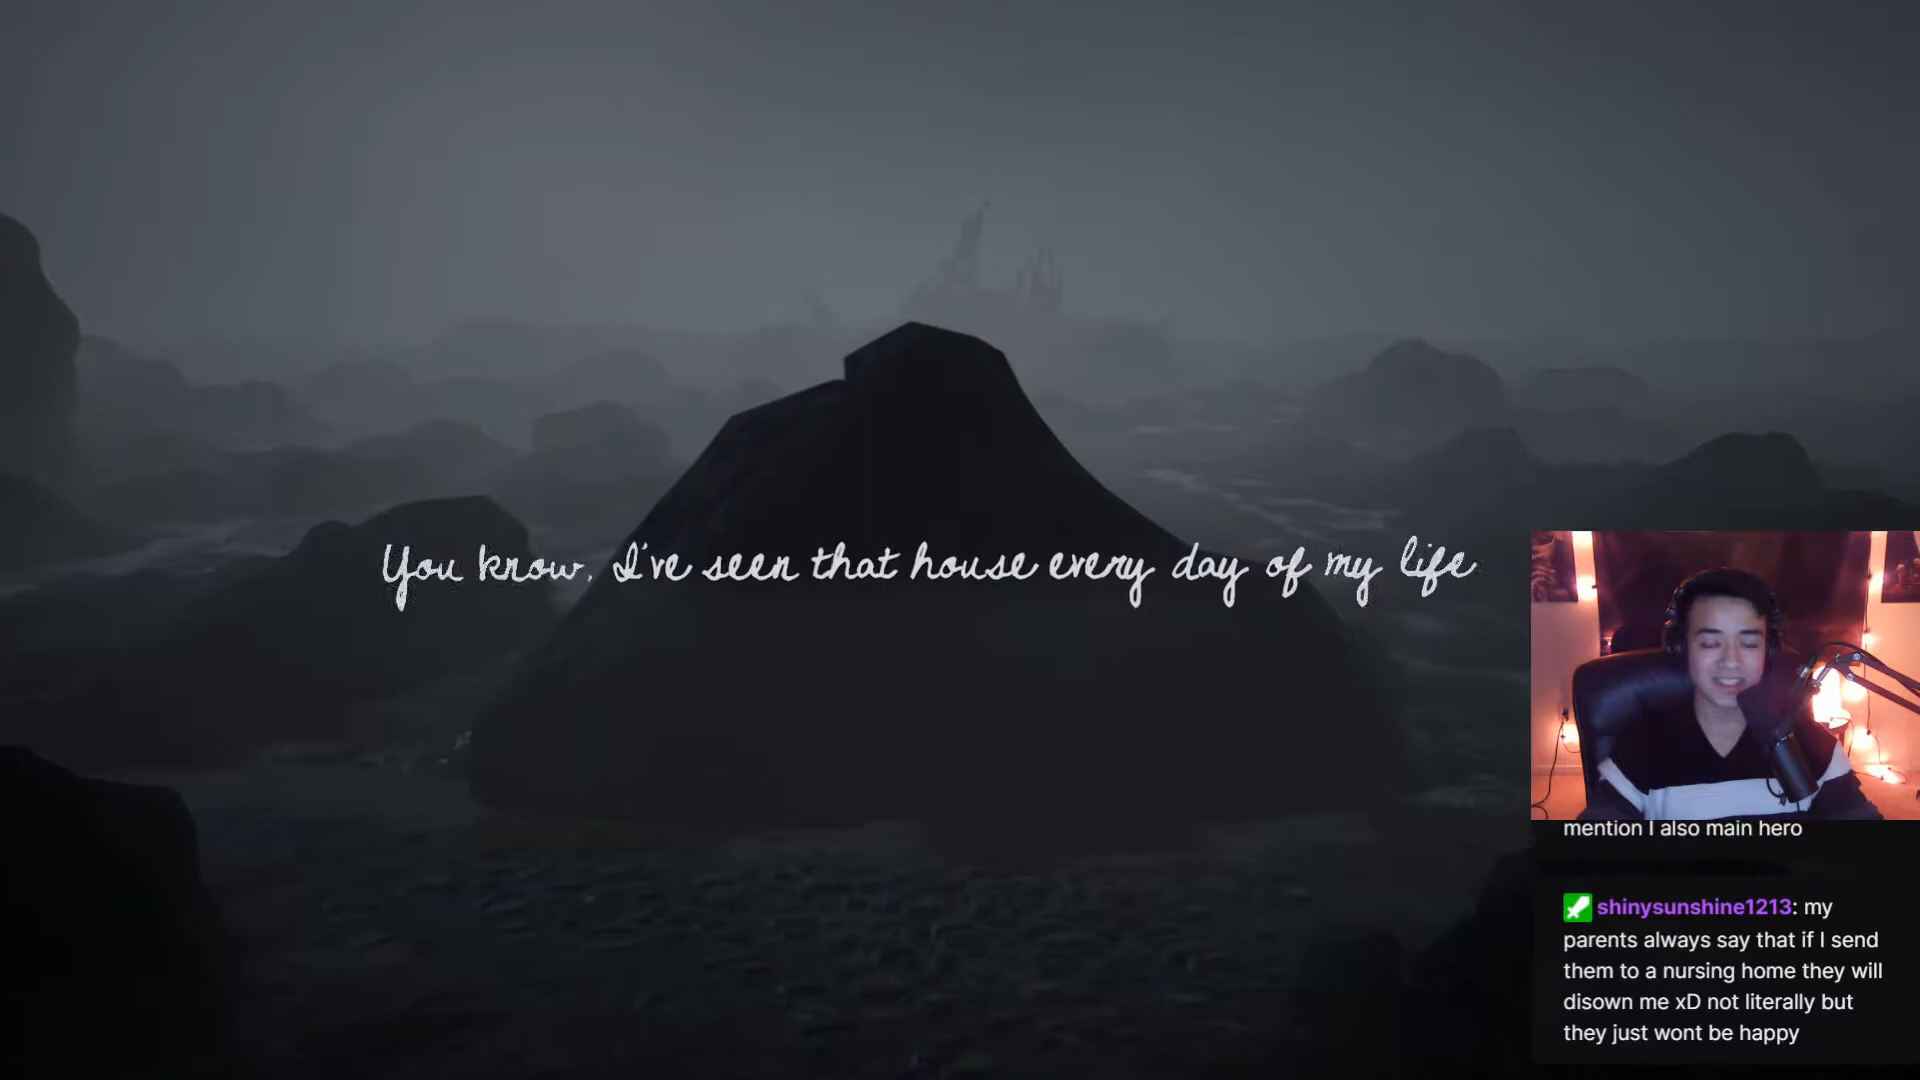 You know, I've seen that house every day of my life
mention I also main hero
shinysunshine1213: my
parents always say that if I send
them to a nursing home they will
disown me xD not literally but
they just wont be happy